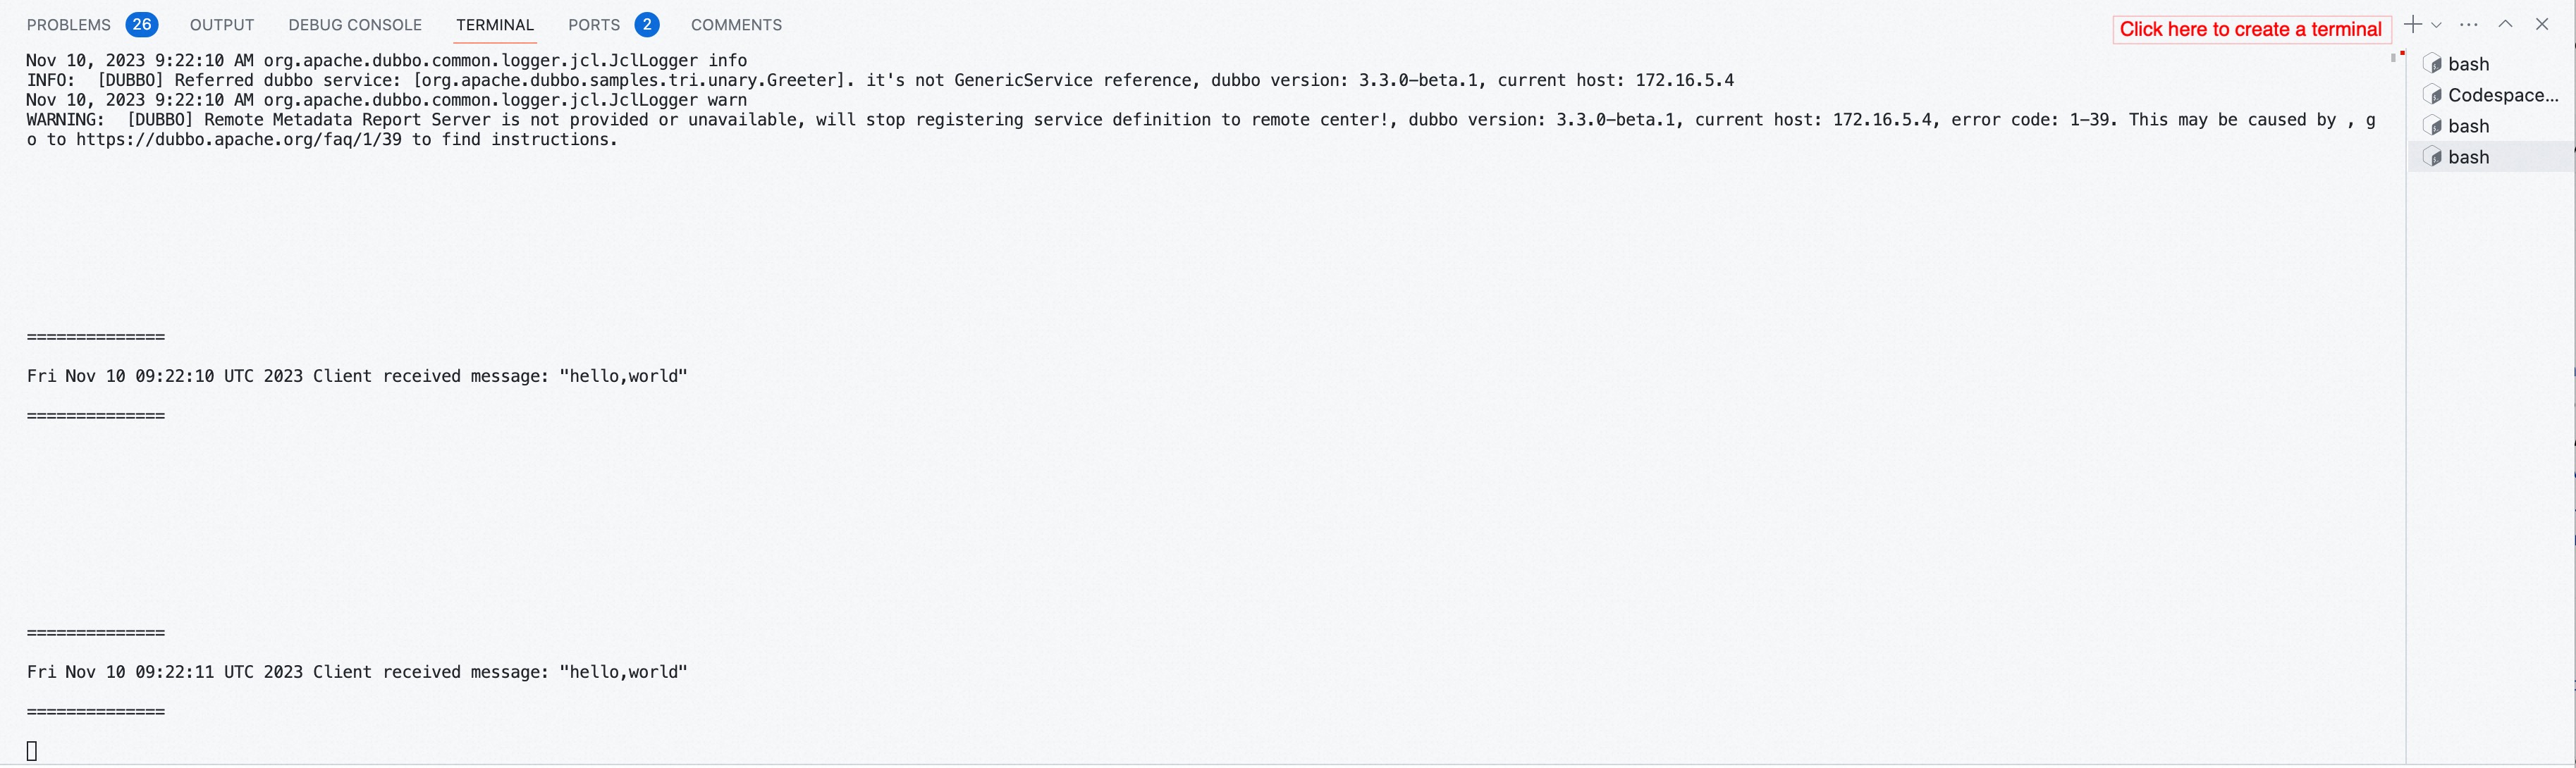 PROBLEMS 26 OUTPUT DEBUG CONSOLE TERMINAL PORTS 2 COMMENTS Click here to create a terminal
Nov 10, 2023 9:22:10 AM org.apache.dubbo.common.logger.jcl.JclLogger info
INFO:  [DUBBO] Referred dubbo service: [org.apache.dubbo.samples.tri.unary.Greeter]. it's not GenericService reference, dubbo version: 3.3.0-beta.1, current host: 172.16.5.4
Nov 10, 2023 9:22:10 AM org.apache.dubbo.common.logger.jcl.JclLogger warn
WARNING:  [DUBBO] Remote Metadata Report Server is not provided or unavailable, will stop registering service definition to remote center!, dubbo version: 3.3.0-beta.1, current host: 172.16.5.4, error code: 1-39. This may be caused by , g
o to https://dubbo.apache.org/faq/1/39 to find instructions.
==============
Fri Nov 10 09:22:10 UTC 2023 Client received message: "hello,world"
==============
==============
Fri Nov 10 09:22:11 UTC 2023 Client received message: "hello,world"
==============
bash
Codespace...
bash
bash